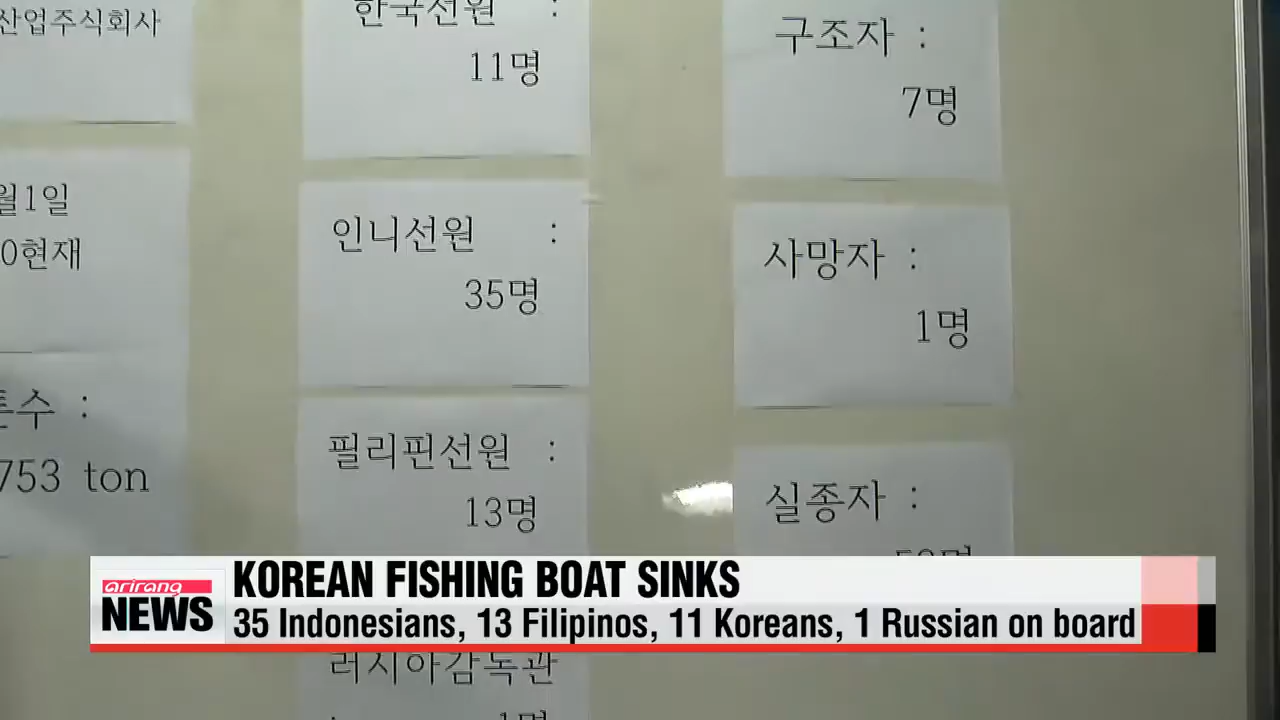 산업주식회사
월1일
0현재
톤수 :
753 ton
한국선원 :
11명
인니선원 :
35명
필리핀선원 :
13명
러시아감독관
: 1명
구조자 :
7명
사망자 :
1명
실종자 :
arirang
NEWS
KOREAN FISHING BOAT SINKS
35 Indonesians, 13 Filipinos, 11 Koreans, 1 Russian on board